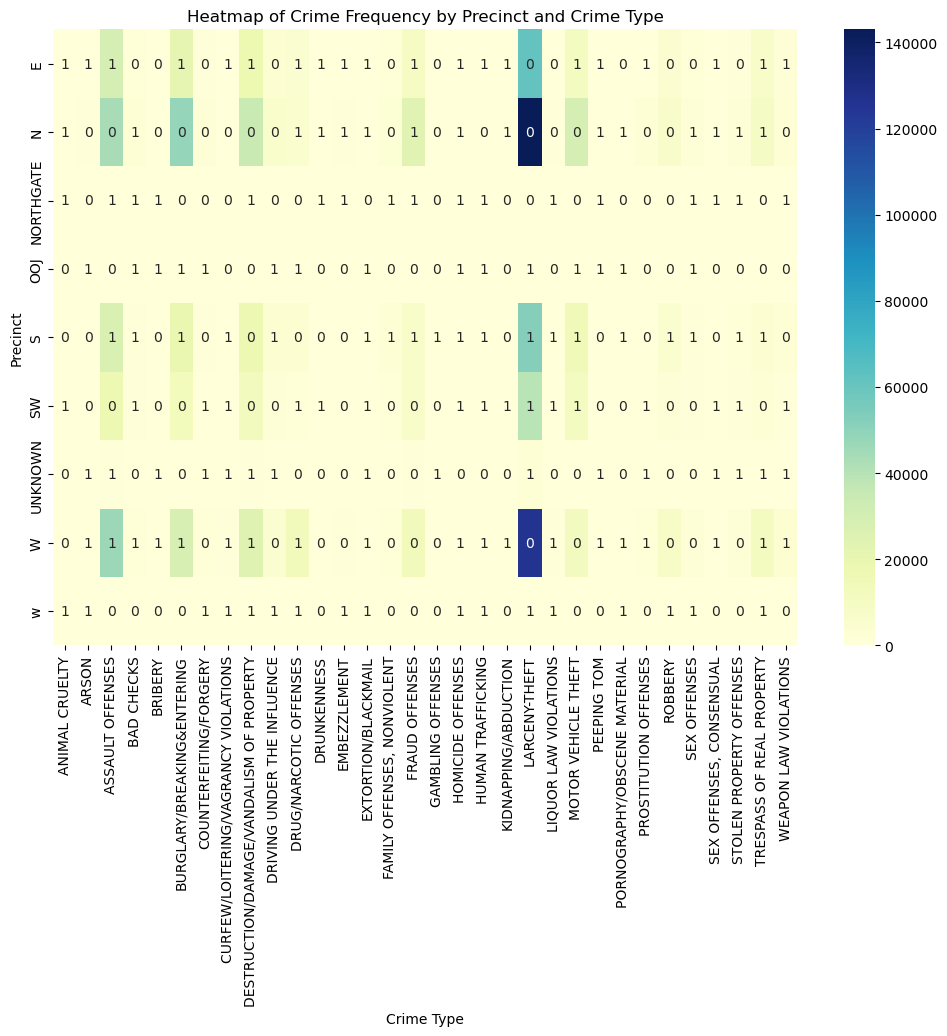 Heatmap of Crime Frequency by Precinct and Crime Type
Precinct
E 1 1 1 0 0 1 0 1 1 0 1 1 1 1 0 1 0 1 1 1 0 0 1 1 0 1 0 0 1 0 1 1
N 1 0 0 1 0 0 0 0 0 0 1 1 1 1 0 1 0 1 0 1 0 0 0 1 1 0 0 1 1 1 1 0
NORTHGATE 1 0 1 1 1 0 0 0 1 0 0 1 1 0 1 1 0 1 1 0 0 1 0 1 0 0 0 1 1 1 0 1
OOJ 0 1 0 1 1 1 1 0 0 1 1 0 0 1 0 0 0 1 1 0 1 0 1 1 1 0 1 0 1 0 0 0
S 0 0 1 1 0 1 0 1 0 1 0 0 0 1 1 1 1 1 1 0 1 1 1 0 1 0 1 1 0 1 1 0
SW 1 0 0 1 0 0 1 1 0 0 1 1 0 1 0 0 0 1 1 1 1 1 1 0 0 1 0 0 1 1 0 1
UNKNOWN 0 1 1 0 1 0 1 1 1 1 0 0 0 1 0 0 1 0 0 0 1 0 0 1 0 1 0 0 1 1 1 1
W 0 1 1 1 1 1 0 1 1 0 1 0 0 1 0 0 0 1 1 1 0 1 0 1 1 1 0 1 0 0 1 1
w 1 1 0 0 0 0 1 1 1 1 1 0 1 1 0 0 0 1 1 0 1 1 1 0 1 0 1 1 0 0 1 0
ANIMAL CRUELTY
ARSON
ASSAULT OFFENSES
BAD CHECKS
BRIBERY
BURGLARY/BREAKING&ENTERING
COUNTERFEITING/FORGERY
CURFEW/LOITERING/VAGRANCY VIOLATIONS
DESTRUCTION/DAMAGE/VANDALISM OF PROPERTY
DRIVING UNDER THE INFLUENCE
DRUG/NARCOTIC OFFENSES
DRUNKENNESS
EMBEZZLEMENT
EXTORTION/BLACKMAIL
FAMILY OFFENSES, NONVIOLENT
FRAUD OFFENSES
GAMBLING OFFENSES
HOMICIDE OFFENSES
HUMAN TRAFFICKING
KIDNAPPING/ABDUCTION
LARCENY-THEFT
LIQUOR LAW VIOLATIONS
MOTOR VEHICLE THEFT
PEEPING TOM
PORNOGRAPHY/OBSCENE MATERIAL
PROSTITUTION OFFENSES
ROBBERY
SEX OFFENSES
SEX OFFENSES, CONSENSUAL
STOLEN PROPERTY OFFENSES
TRESPASS OF REAL PROPERTY
WEAPON LAW VIOLATIONS
Crime Type
140000
120000
100000
80000
60000
40000
20000
0